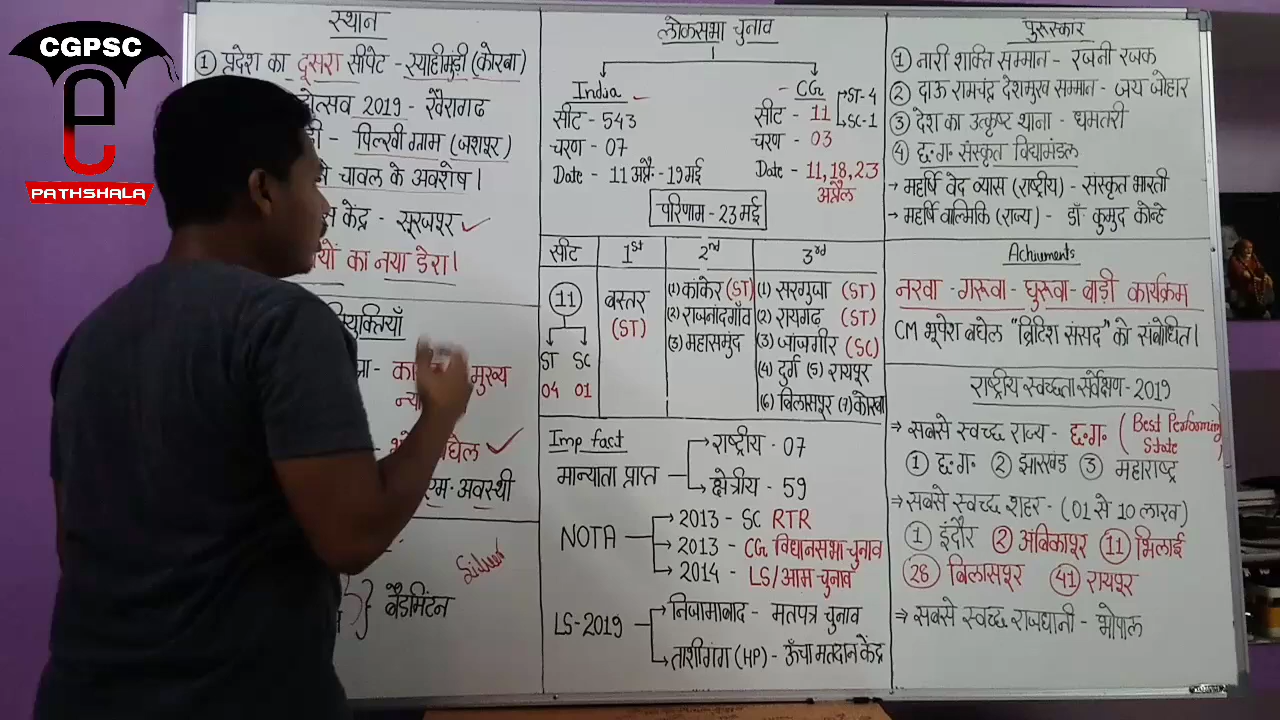 CGPSC
PATHSHALA
स्थान
① प्रदेश का दूसरा सीपेट - स्याहीमुंडी (कोरबा)
2019 - खैरागढ
पिल्खी ग्राम (जशपुर)
चावल के अवशेष।
केंद्र - सूरजपुर
का नया डेरा।
मुख्य
एम. अवस्थी
Silver
बैडमिंटन
लोकसभा चुनाव
India
सीट - 543
चरण - 07
Date - 11 अप्रै. - 19 मई
CG
ST-4
SC-1
सीट - 11
चरण - 03
Date - 11, 18, 23
अप्रैल
परिणाम - 23 मई
सीट 1st 2nd 3rd
11
ST SC
04 01
बस्तर
(ST)
(1) कांकेर (ST)
(2) राजनांदगाँव
(3) महासमुंद
(1) सरगुजा (ST)
(2) रायगढ (ST)
(3) जांजगीर (SC)
(4) दुर्ग (5) रायपुर
(6) बिलासपुर (7) कोरबा
Imp fact
मान्यता प्राप्त
राष्ट्रीय - 07
क्षेत्रीय - 59
NOTA
2013 - SC RTR
2013 - CG विधानसभा चुनाव
2014 - LS/आम चुनाव
LS-2019
निजामाबाद - मतपत्र चुनाव
ताशीगंग (HP) - ऊँचा मतदान केंद्र
पुरूस्कार
① नारी शक्ति सम्मान - रजनी रजक
② दाऊ रामचंद्र देशमुख सम्मान - जय जोहार
③ देश का उत्कृष्ट थाना - धमतरी
④ छ.ग. संस्कृत विद्यामंडल
→ महर्षि वेद व्यास (राष्ट्रीय) - संस्कृत भारती
→ महर्षि वाल्मिकि (राज्य) - डॉ. कुमुद कान्हे
नरवा - गरूवा - घुरूवा - बाड़ी कार्यक्रम
CM भूपेश बघेल "ब्रिटिश संसद" को संबोधित।
राष्ट्रीय स्वच्छता सर्वेक्षण - 2019
⇒ सबसे स्वच्छ राज्य - छ.ग. (Best Performing
State)
① छ.ग. ② झारखंड ③ महाराष्ट्र
⇒ सबसे स्वच्छ शहर - (01 से 10 लाख)
① इंदौर ② अंबिकापुर ⑪ भिलाई
㉘ बिलासपुर ㊶ रायपुर
⇒ सबसे स्वच्छ राजधानी - भोपाल